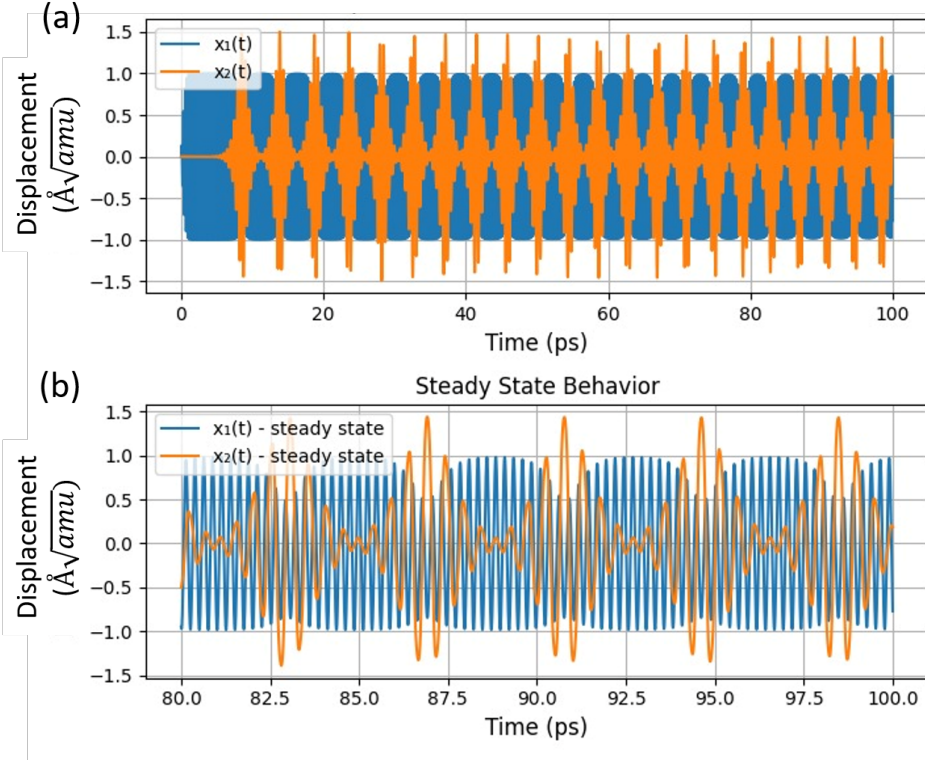 (a)
x₁(t)
x₂(t)
Displacement
(Å√amu)
1.5
1.0
0.5
0.0
−0.5
−1.0
−1.5
0 20 40 60 80 100
Time (ps)
(b)
Steady State Behavior
x₁(t) - steady state
x₂(t) - steady state
Displacement
(Å√amu)
1.5
1.0
0.5
0.0
−0.5
−1.0
−1.5
80.0 82.5 85.0 87.5 90.0 92.5 95.0 97.5 100.0
Time (ps)